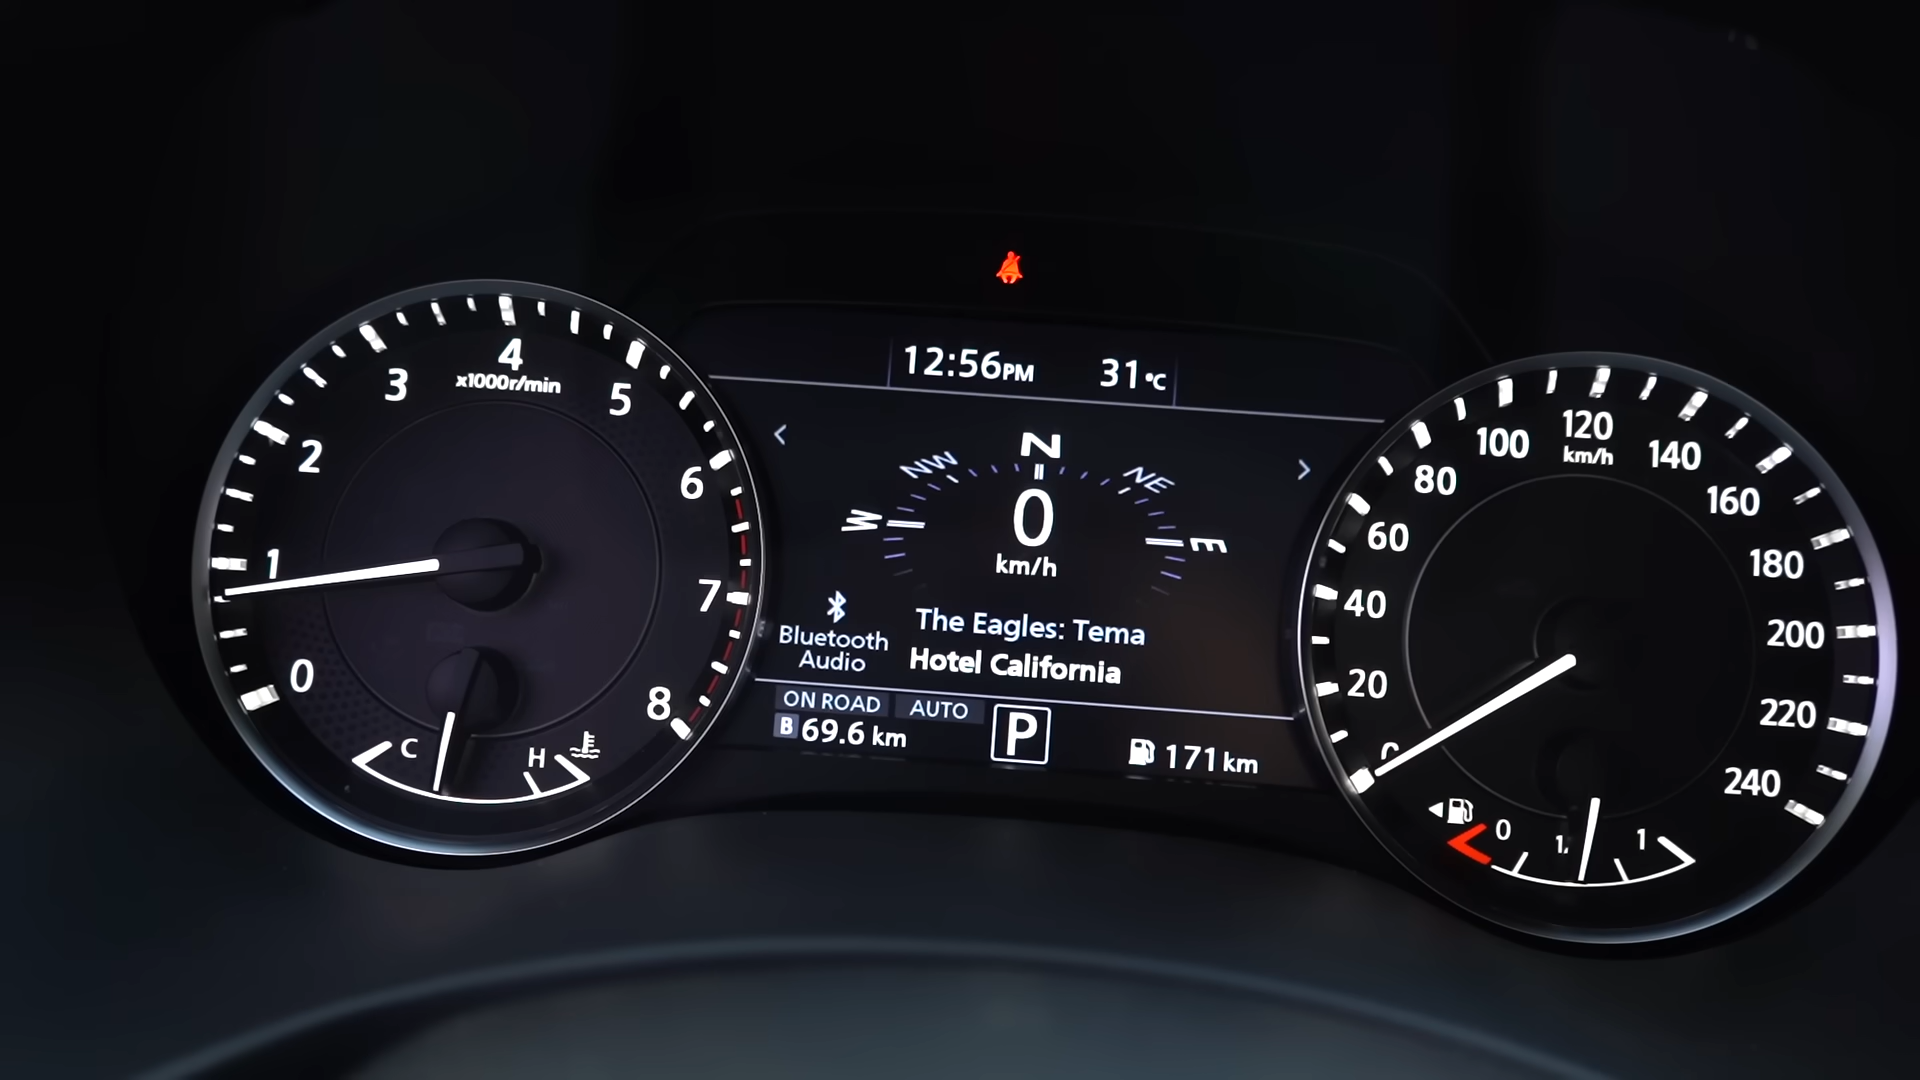 12:56PM 31°C
0
1
2
3
4
x1000r/min
5
6
7
8
C
H
NW
N
NE
W
E
0
km/h
Bluetooth
Audio
The Eagles: Tema
Hotel California
ON ROAD AUTO
B 69.6 km
P
171 km
20
40
60
80
100
120
km/h
140
160
180
200
220
240
0
1